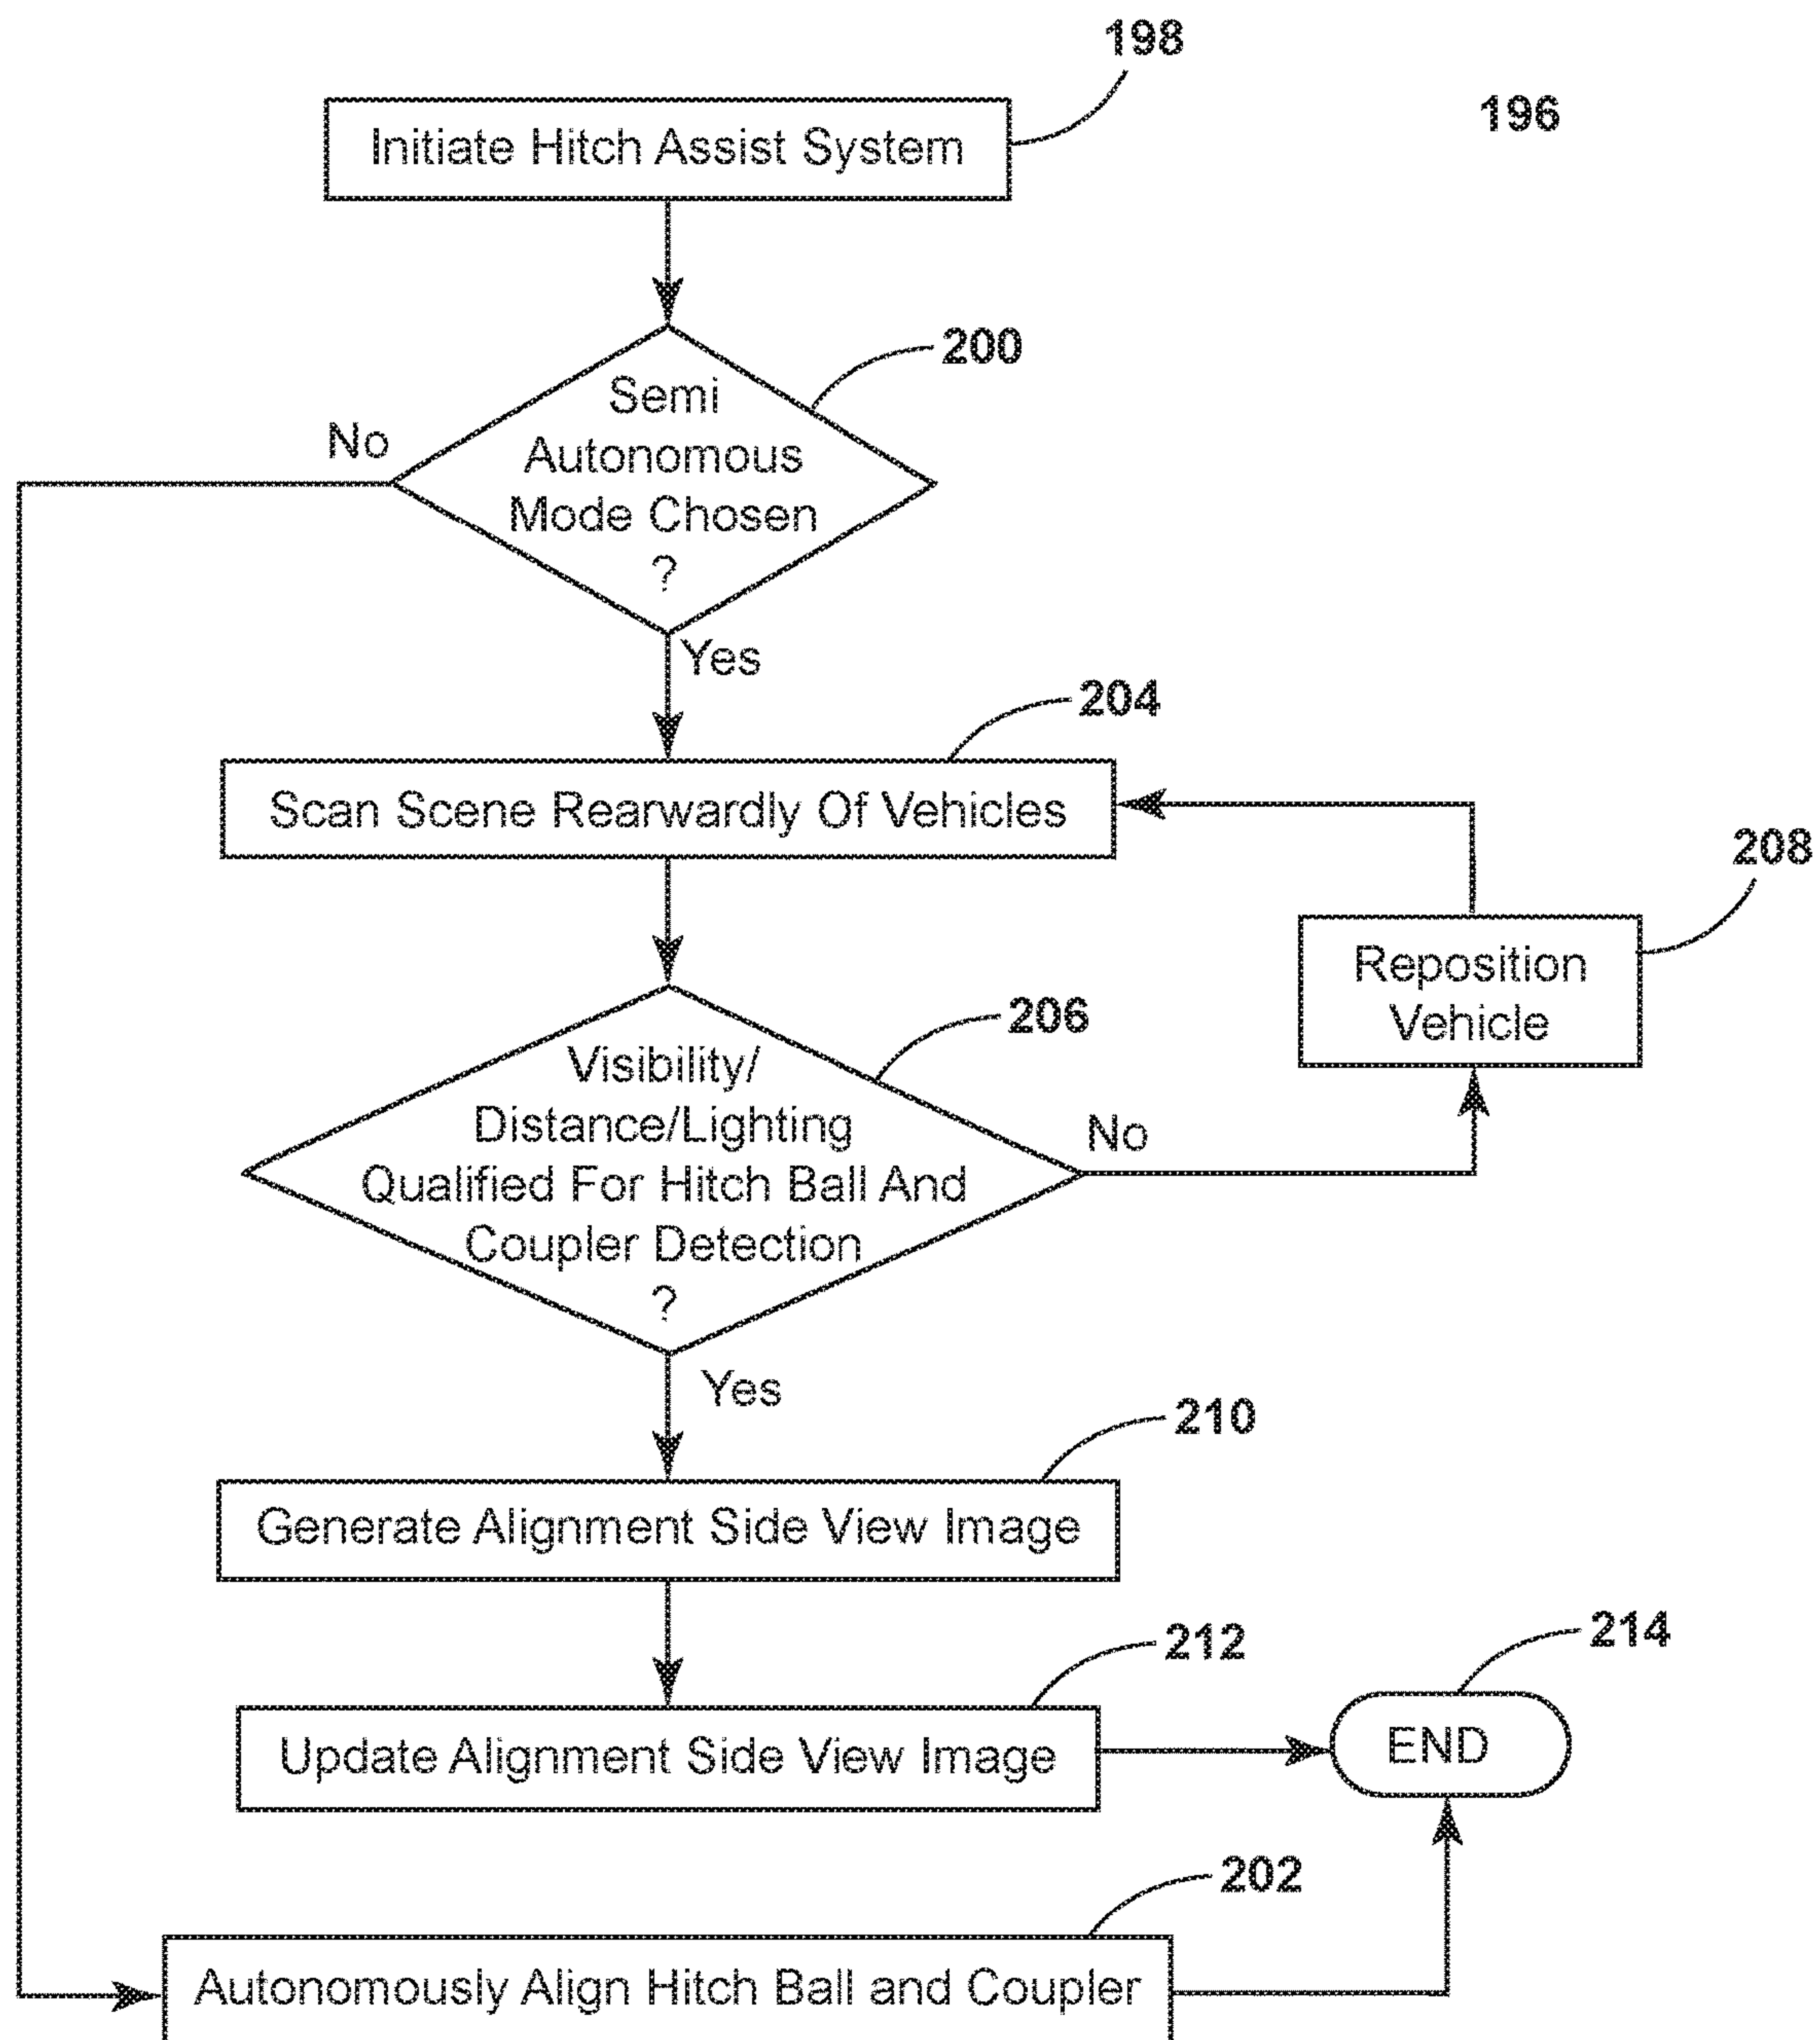 198
196
Initiate Hitch Assist System
200
Semi
Autonomous
Mode Chosen
?
No
Yes
204
Scan Scene Rearwardly Of Vehicles
208
Reposition
Vehicle
206
Visibility/
Distance/Lighting
Qualified For Hitch Ball And
Coupler Detection
?
No
Yes
210
Generate Alignment Side View Image
212
214
Update Alignment Side View Image
END
202
Autonomously Align Hitch Ball and Coupler